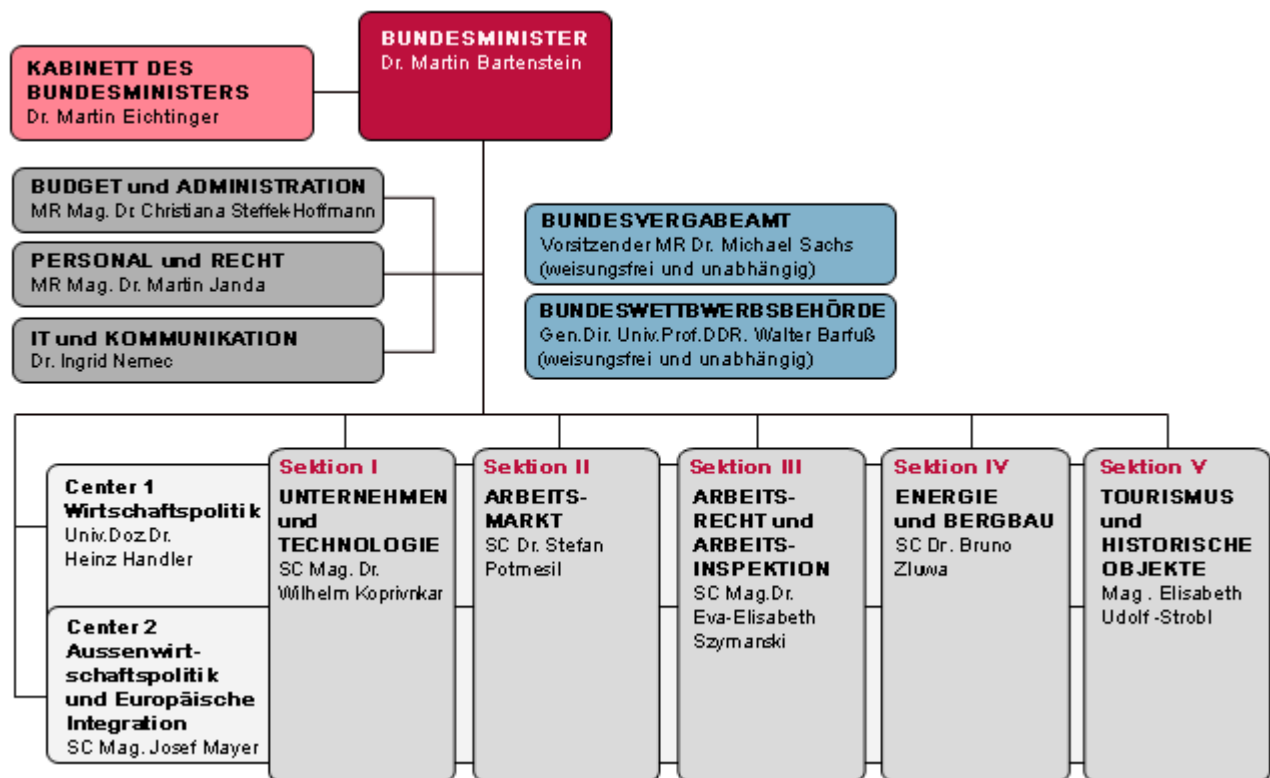 BUNDESMINISTER
Dr. Martin Bartenstein
KABINETT DES
BUNDESMINISTERS
Dr. Martin Eichtinger
BUDGET und ADMINISTRATION
MR Mag. Dr Christiana Steffek-Hoffmann
PERSONAL und RECHT
MR Mag. Dr. Martin Janda
IT und KOMMUNIKATION
Dr. Ingrid Nemec
BUNDESVERGABEAMT
Vorsitzender MR Dr. Michael Sachs
(weisungsfrei und unabhängig)
BUNDESWETTBWERBSBEHÖRDE
Gen.Dir. Univ.Prof.DDR. Walter Barfuß
(weisungsfrei und unabhängig)
Center 1
Wirtschaftspolitik
Univ.Doz.Dr.
Heinz Handler
Center 2
Aussenwirt-
schaftspolitik
und Europäische
Integration
SC Mag. Josef Mayer
Sektion I
UNTERNEHMEN
und
TECHNOLOGIE
SC Mag. Dr.
Wilhelm Koprivnkar
Sektion II
ARBEITS-
MARKT
SC Dr. Stefan
Potmesil
Sektion III
ARBEITS-
RECHT und
ARBEITS-
INSPEKTION
SC Mag.Dr.
Eva-Elisabeth
Szymanski
Sektion IV
ENERGIE
und BERGBAU
SC Dr. Bruno
Zluwa
Sektion V
TOURISMUS
und
HISTORISCHE
OBJEKTE
Mag . Elisabeth
Udolf -Strobl